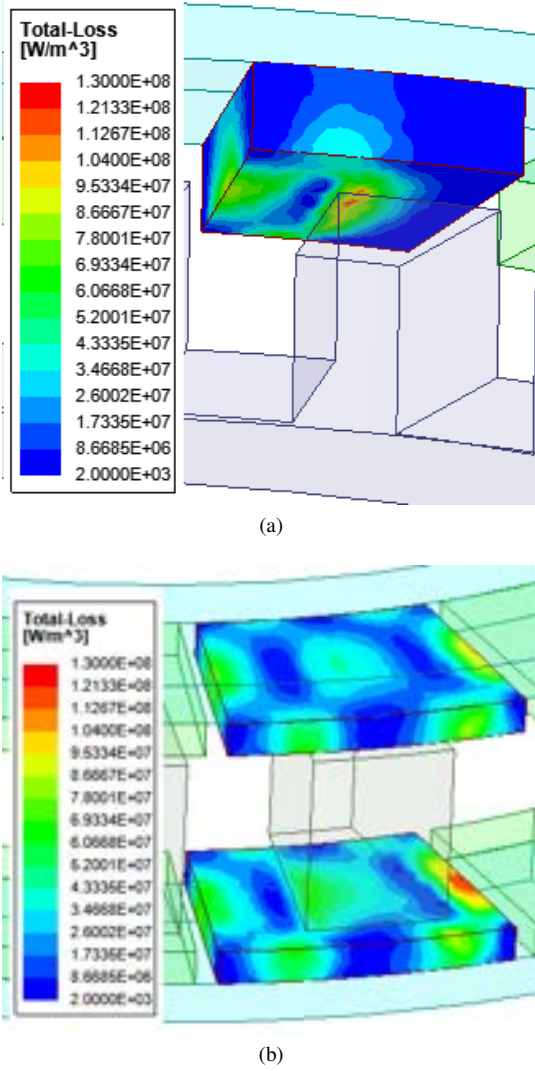 Total-Loss
[W/m^3]
1.3000E+08
1.2133E+08
1.1267E+08
1.0400E+08
9.5334E+07
8.6667E+07
7.8001E+07
6.9334E+07
6.0668E+07
5.2001E+07
4.3335E+07
3.4668E+07
2.6002E+07
1.7335E+07
8.6685E+06
2.0000E+03
(a)
Total-Loss
[W/m^3]
1.3000E+08
1.2133E+08
1.1267E+08
1.0400E+08
9.5334E+07
8.6667E+07
7.8001E+07
6.9334E+07
6.0668E+07
5.2001E+07
4.3335E+07
3.4668E+07
2.6002E+07
1.7335E+07
8.6685E+06
2.0000E+03
(b)